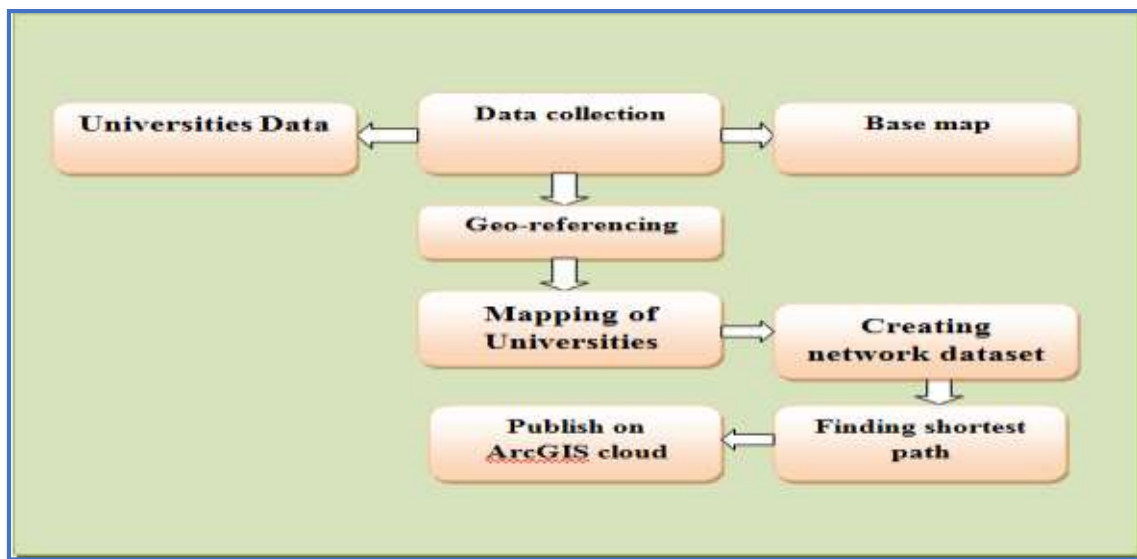 Universities Data
Data collection
Base map
Geo-referencing
Mapping of
Universities
Creating
network dataset
Finding shortest
path
Publish on
ArcGIS cloud